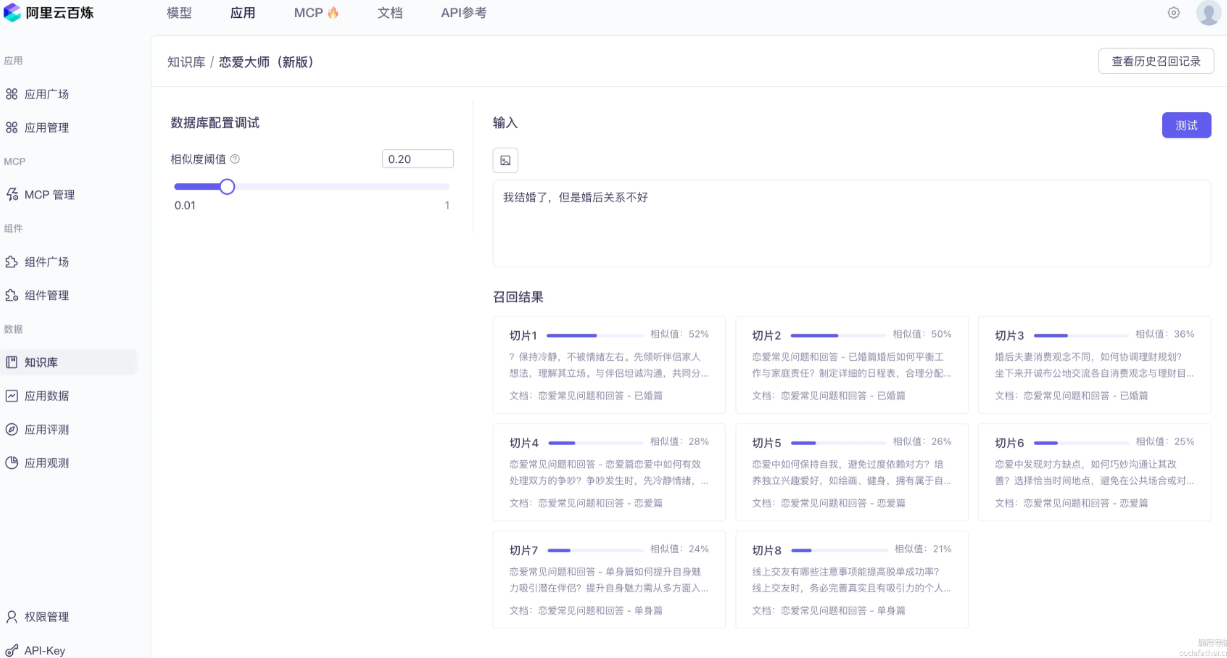 阿里云百炼
模型 应用 MCP 文档 API参考
应用
应用广场
应用管理
MCP
MCP 管理
组件
组件广场
组件管理
数据
知识库
应用数据
应用评测
应用观测
权限管理
API-Key
知识库 / 恋爱大师（新版）
查看历史召回记录
数据库配置调试
相似度阈值 0.20
0.01 1
输入
测试
我结婚了，但是婚后关系不好
召回结果
切片1 相似值：52%
？保持冷静，不被情绪左右。先倾听伴侣家人
想法，理解其立场。与伴侣坦诚沟通，共同分...
文档：恋爱常见问题和回答 - 已婚篇
切片2 相似值：50%
恋爱常见问题和回答 - 已婚篇婚后如何平衡工
作与家庭责任？制定详细的日程表，合理分配...
文档：恋爱常见问题和回答 - 已婚篇
切片3 相似值：36%
婚后夫妻消费观念不同，如何协调理财规划？
坐下来开诚布公地交流各自消费观念与理财目...
文档：恋爱常见问题和回答 - 已婚篇
切片4 相似值：28%
恋爱常见问题和回答 - 恋爱篇恋爱中如何有效
处理双方的争吵？争吵发生时，先冷静情绪，...
文档：恋爱常见问题和回答 - 恋爱篇
切片5 相似值：26%
恋爱中如何保持自我，避免过度依赖对方？培
养独立兴趣爱好，如绘画、健身，拥有属于自...
文档：恋爱常见问题和回答 - 恋爱篇
切片6 相似值：25%
恋爱中发现对方缺点，如何巧妙沟通让其改
善？选择恰当时间地点，避免在公共场合或对...
文档：恋爱常见问题和回答 - 恋爱篇
切片7 相似值：24%
恋爱常见问题和回答 - 单身篇如何提升自身魅
力吸引潜在伴侣？提升自身魅力需从多方面入...
文档：恋爱常见问题和回答 - 单身篇
切片8 相似值：21%
线上交友有哪些注意事项能提高脱单成功率？
线上交友时，务必完善真实且有吸引力的个人...
文档：恋爱常见问题和回答 - 单身篇